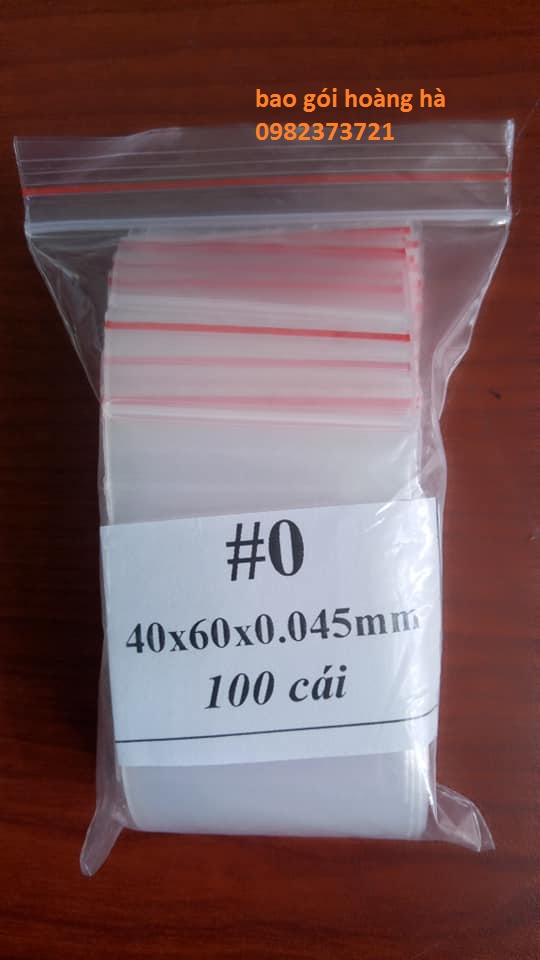 bao gói hoàng hà
0982373721
#0
40x60x0.045mm
100 cái